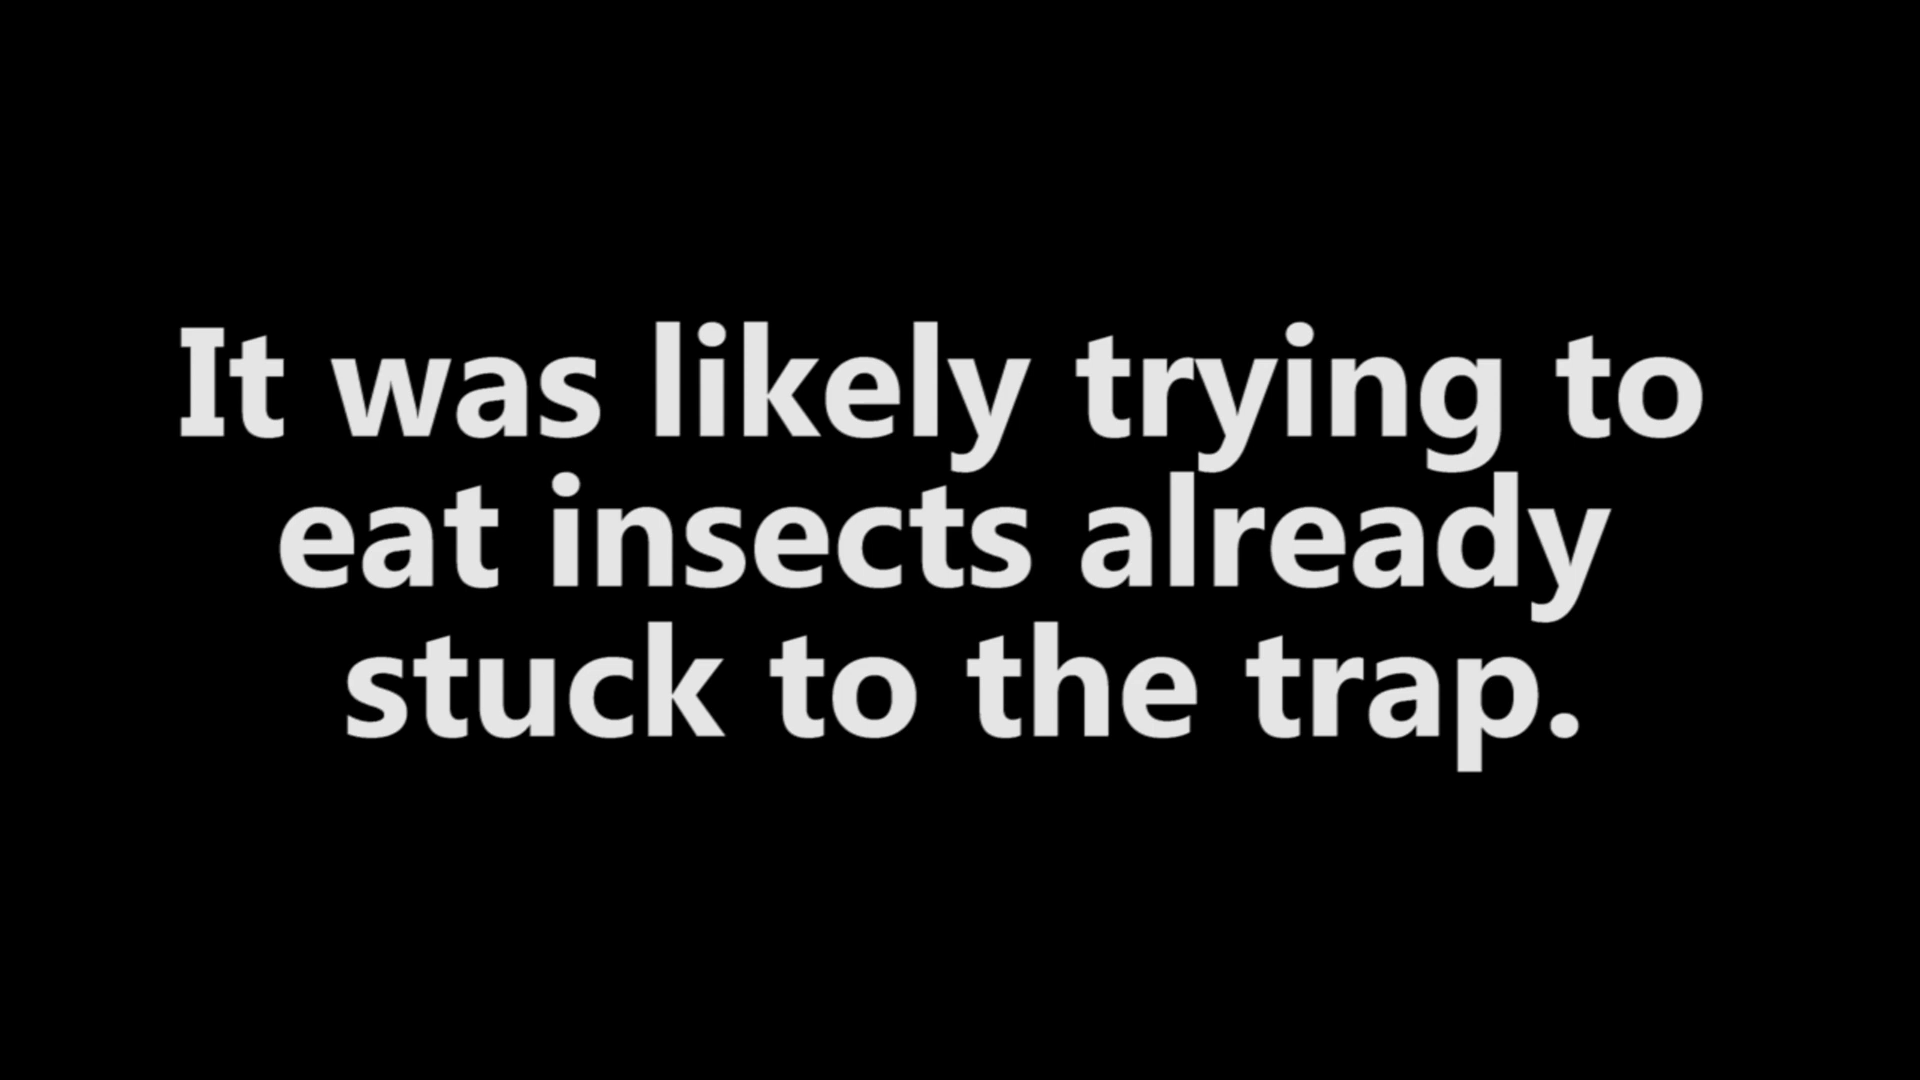 It was likely trying to
eat insects already
stuck to the trap.